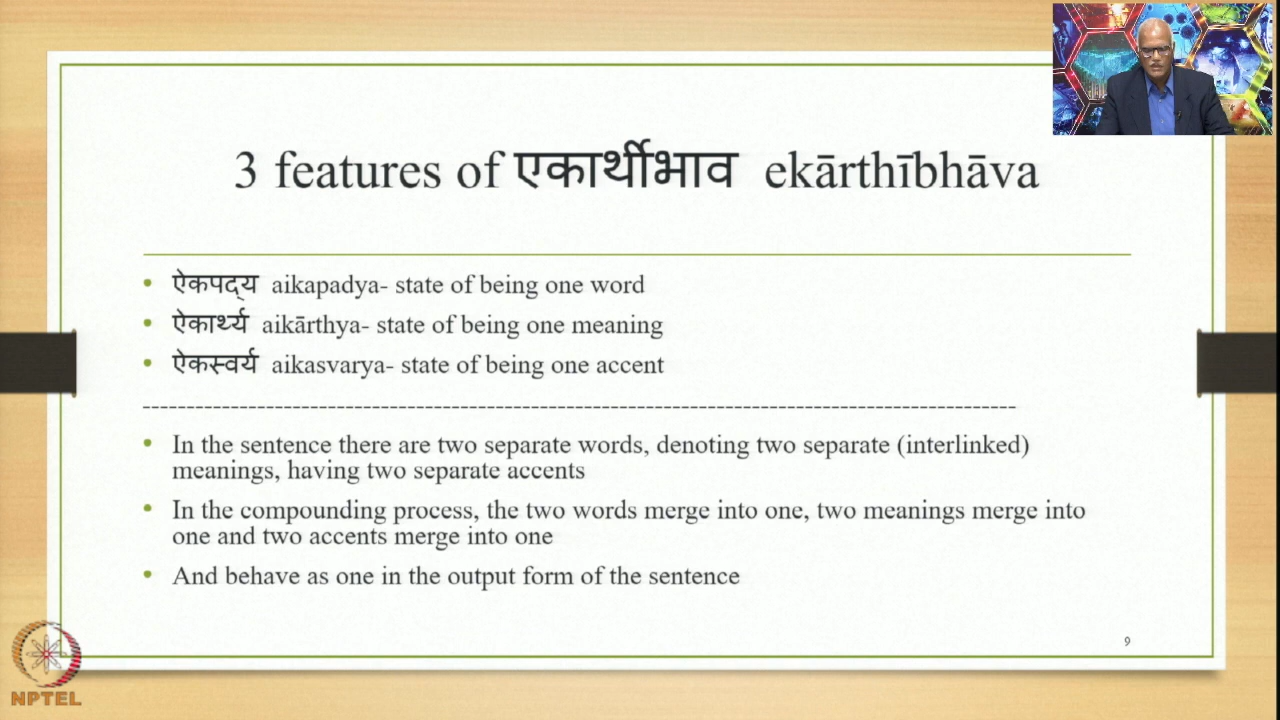 3 features of एकार्थीभाव ekārthībhāva
• ऐकपद्य aikapadya- state of being one word
• ऐकार्थ्य aikārthya- state of being one meaning
• ऐकस्वर्य aikasvarya- state of being one accent
----------------------------------------------------------------------------------------------------
• In the sentence there are two separate words, denoting two separate (interlinked)
meanings, having two separate accents
• In the compounding process, the two words merge into one, two meanings merge into
one and two accents merge into one
• And behave as one in the output form of the sentence
9
NPTEL